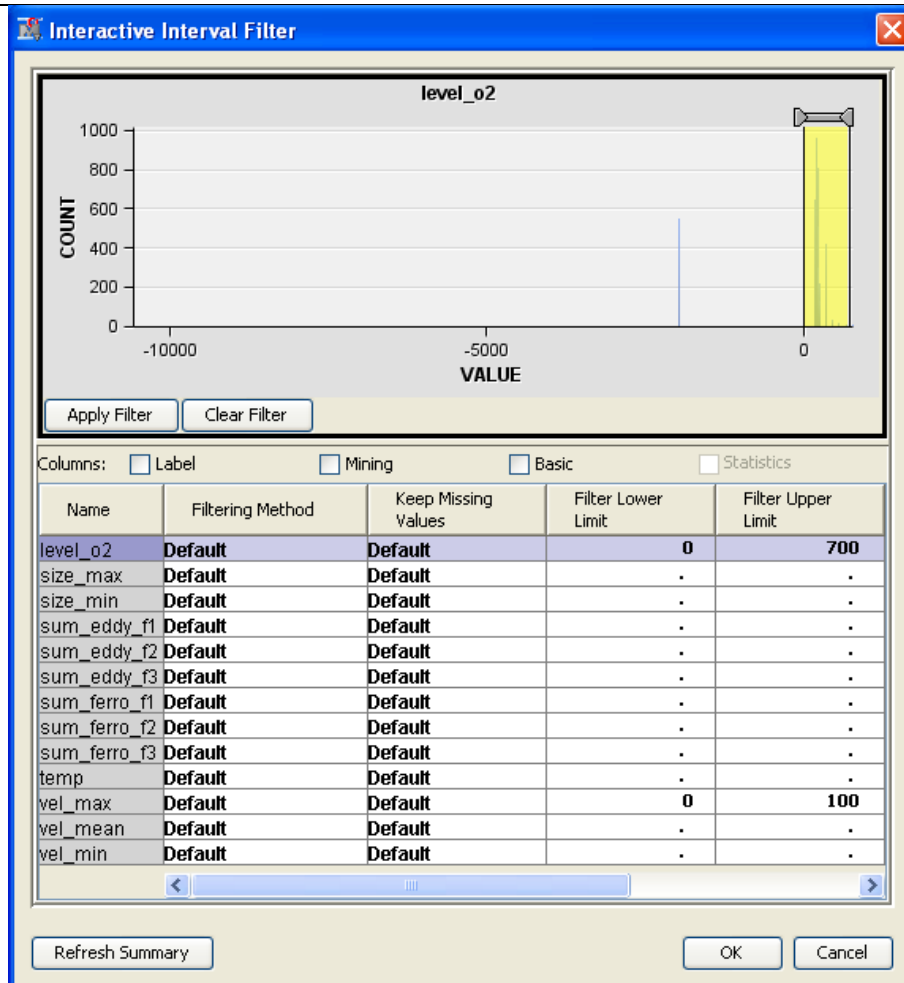 Interactive Interval Filter
level_o2
1000
800
600
400
200
0
COUNT
-10000 -5000 0
VALUE
Apply Filter Clear Filter
Columns: Label Mining Basic Statistics
Name Filtering Method Keep Missing Values Filter Lower Limit Filter Upper Limit
level_o2 Default Default 0 700
size_max Default Default . .
size_min Default Default . .
sum_eddy_f1 Default Default . .
sum_eddy_f2 Default Default . .
sum_eddy_f3 Default Default . .
sum_ferro_f1 Default Default . .
sum_ferro_f2 Default Default . .
sum_ferro_f3 Default Default . .
temp Default Default . .
vel_max Default Default 0 100
vel_mean Default Default . .
vel_min Default Default . .
Refresh Summary OK Cancel